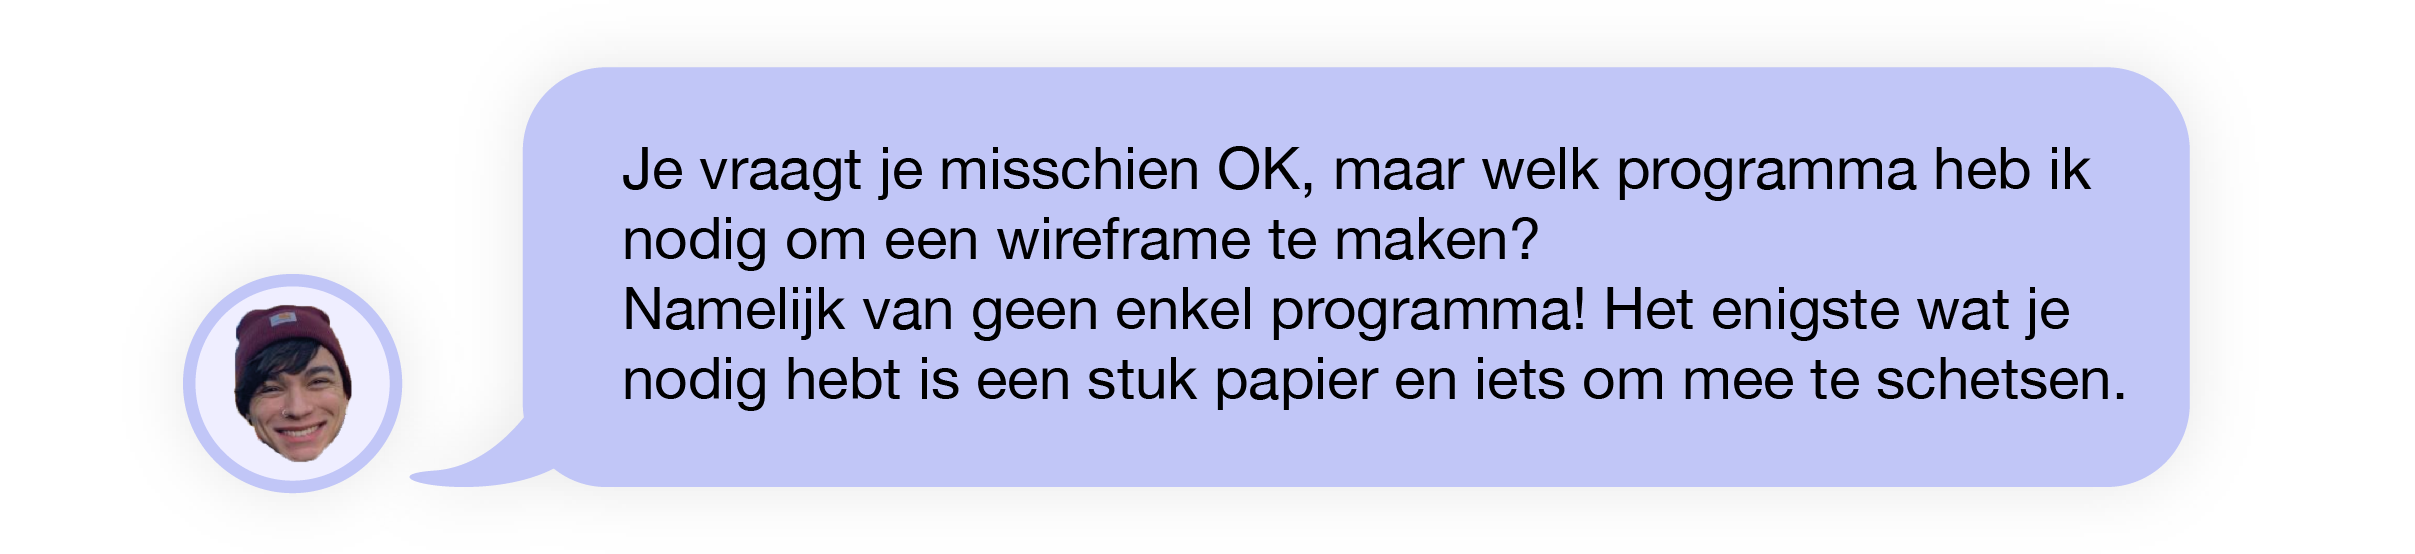 Je vraagt je misschien OK, maar welk programma heb ik
nodig om een wireframe te maken?
Namelijk van geen enkel programma! Het enigste wat je
nodig hebt is een stuk papier en iets om mee te schetsen.